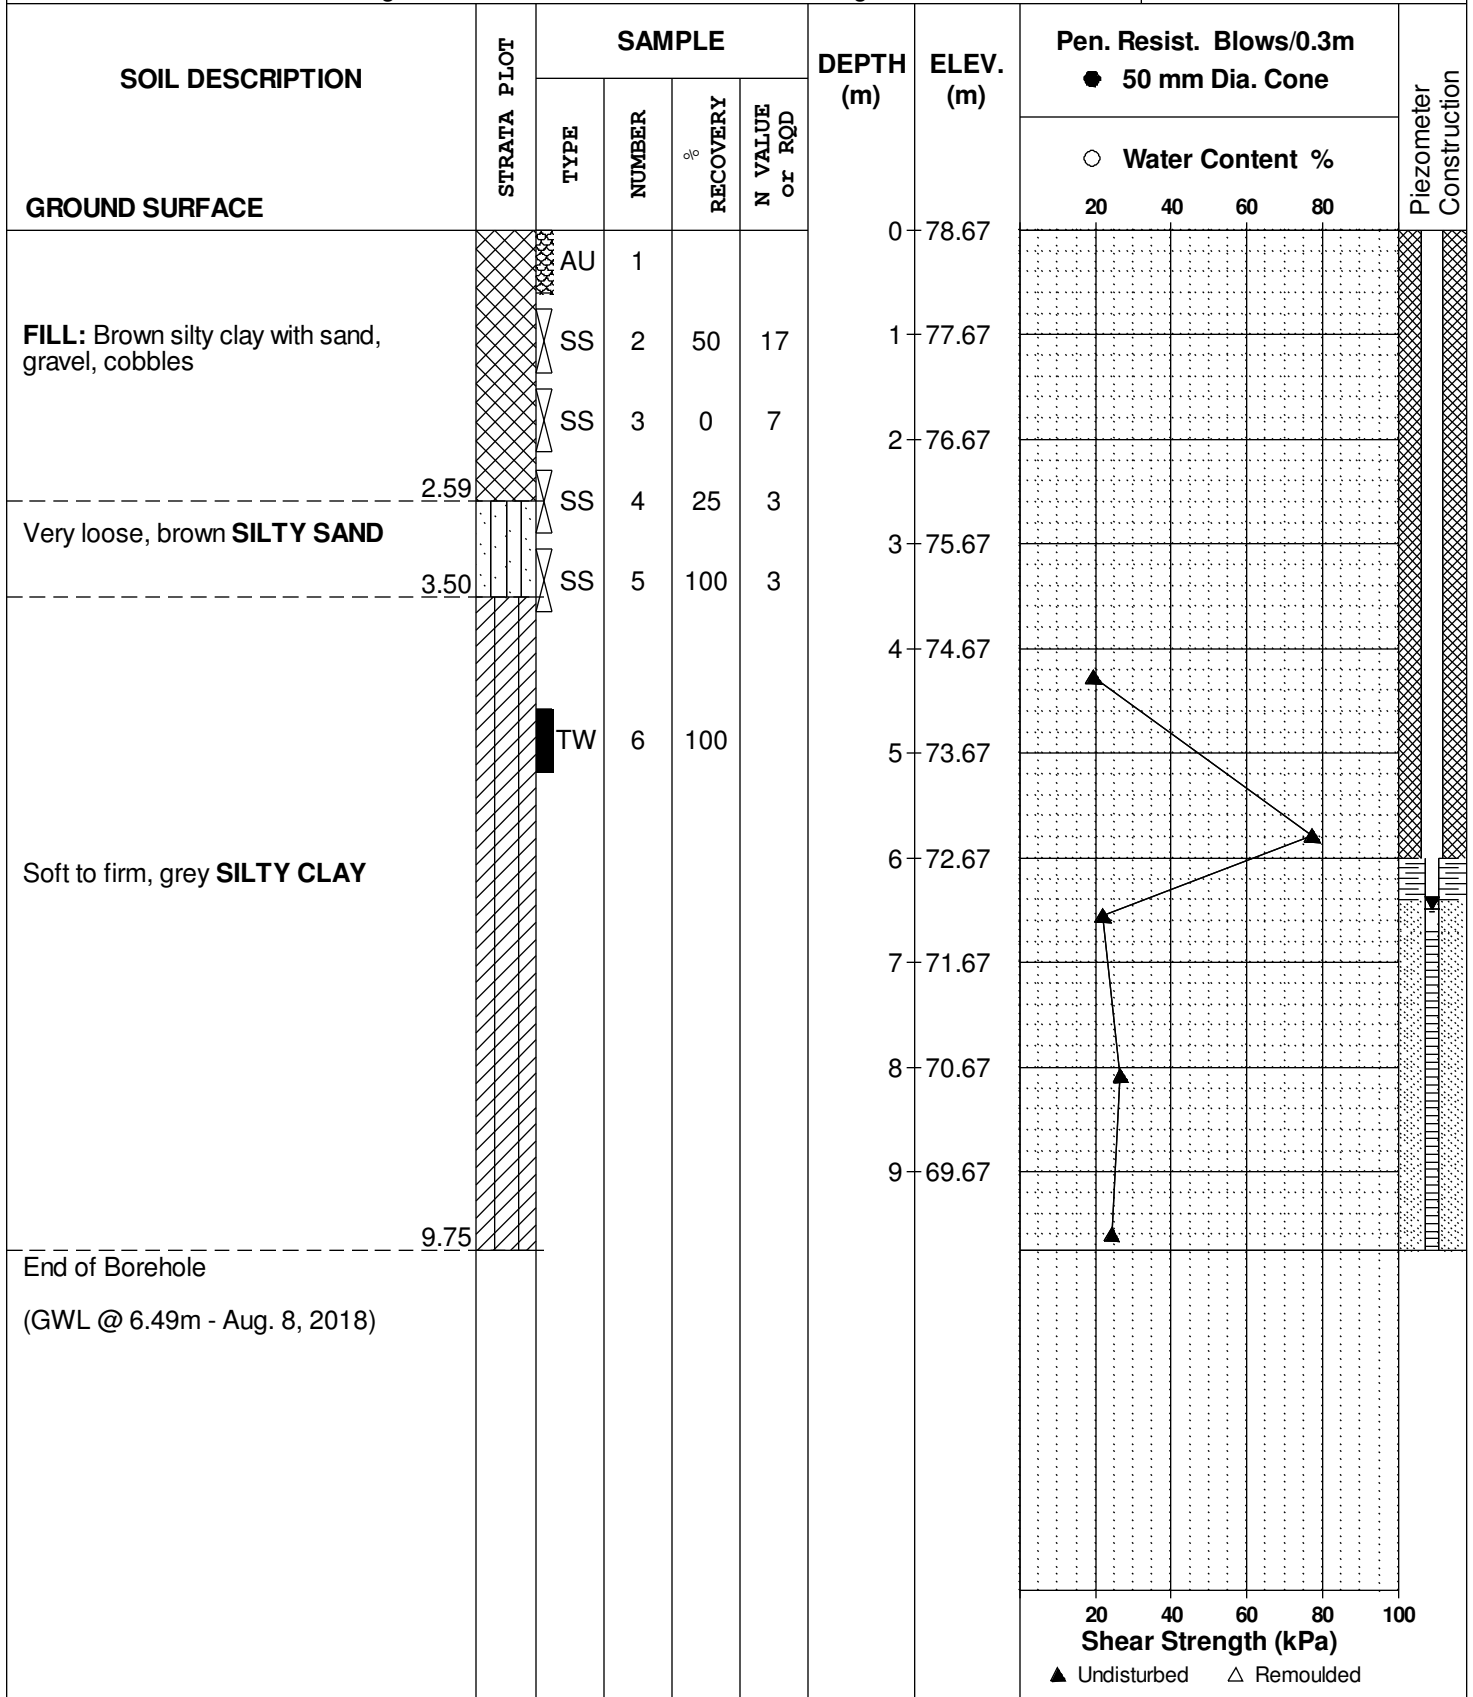 SOIL DESCRIPTION
GROUND SURFACE
STRATA PLOT
SAMPLE
TYPE
NUMBER
%
RECOVERY
N VALUE
or RQD
DEPTH
(m)
ELEV.
(m)
Pen. Resist. Blows/0.3m
● 50 mm Dia. Cone
○ Water Content %
20 40 60 80
Piezometer
Construction
0 78.67
AU 1
FILL: Brown silty clay with sand,
gravel, cobbles
SS 2 50 17
1 77.67
SS 3 0 7
2 76.67
2.59
SS 4 25 3
Very loose, brown SILTY SAND
3 75.67
3.50
SS 5 100 3
4 74.67
TW 6 100
5 73.67
6 72.67
Soft to firm, grey SILTY CLAY
7 71.67
8 70.67
9 69.67
9.75
End of Borehole
(GWL @ 6.49m - Aug. 8, 2018)
20 40 60 80 100
Shear Strength (kPa)
▲ Undisturbed △ Remoulded